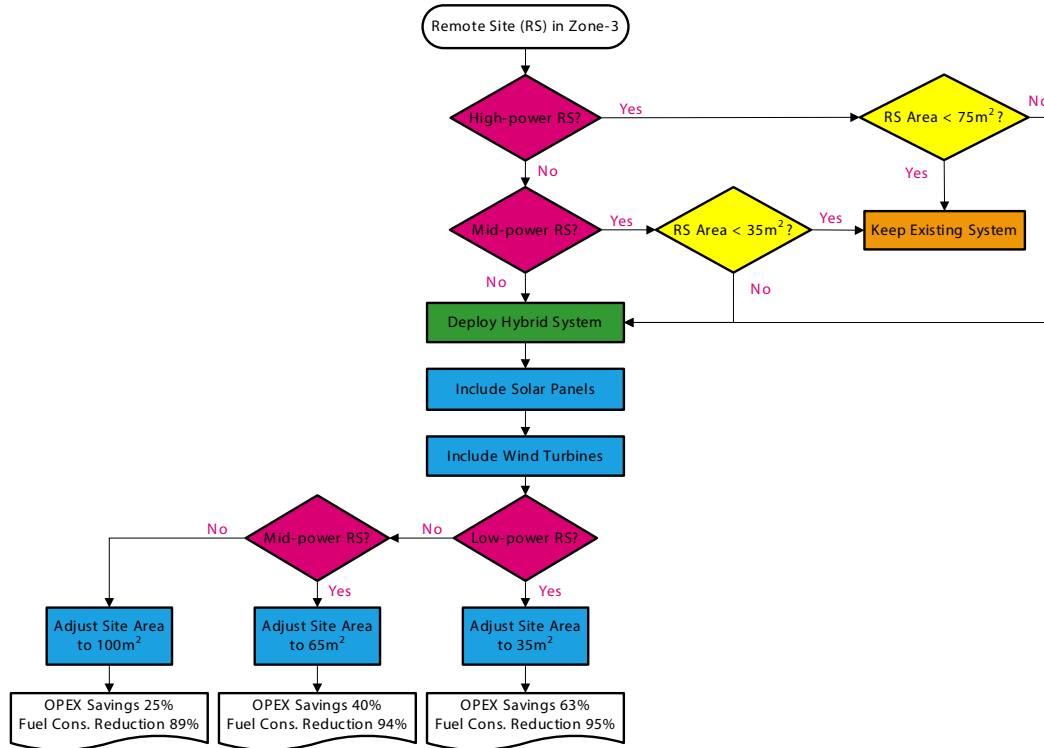 Remote Site (RS) in Zone-3
High-power RS?
Yes
RS Area < 75m²?
No
No
Yes
Mid-power RS?
Yes
RS Area < 35m²?
Yes
Keep Existing System
No
No
Deploy Hybrid System
Include Solar Panels
Include Wind Turbines
No
Mid-power RS?
No
Low-power RS?
Yes
Yes
Adjust Site Area
to 100m²
Adjust Site Area
to 65m²
Adjust Site Area
to 35m²
OPEX Savings 25%
Fuel Cons. Reduction 89%
OPEX Savings 40%
Fuel Cons. Reduction 94%
OPEX Savings 63%
Fuel Cons. Reduction 95%